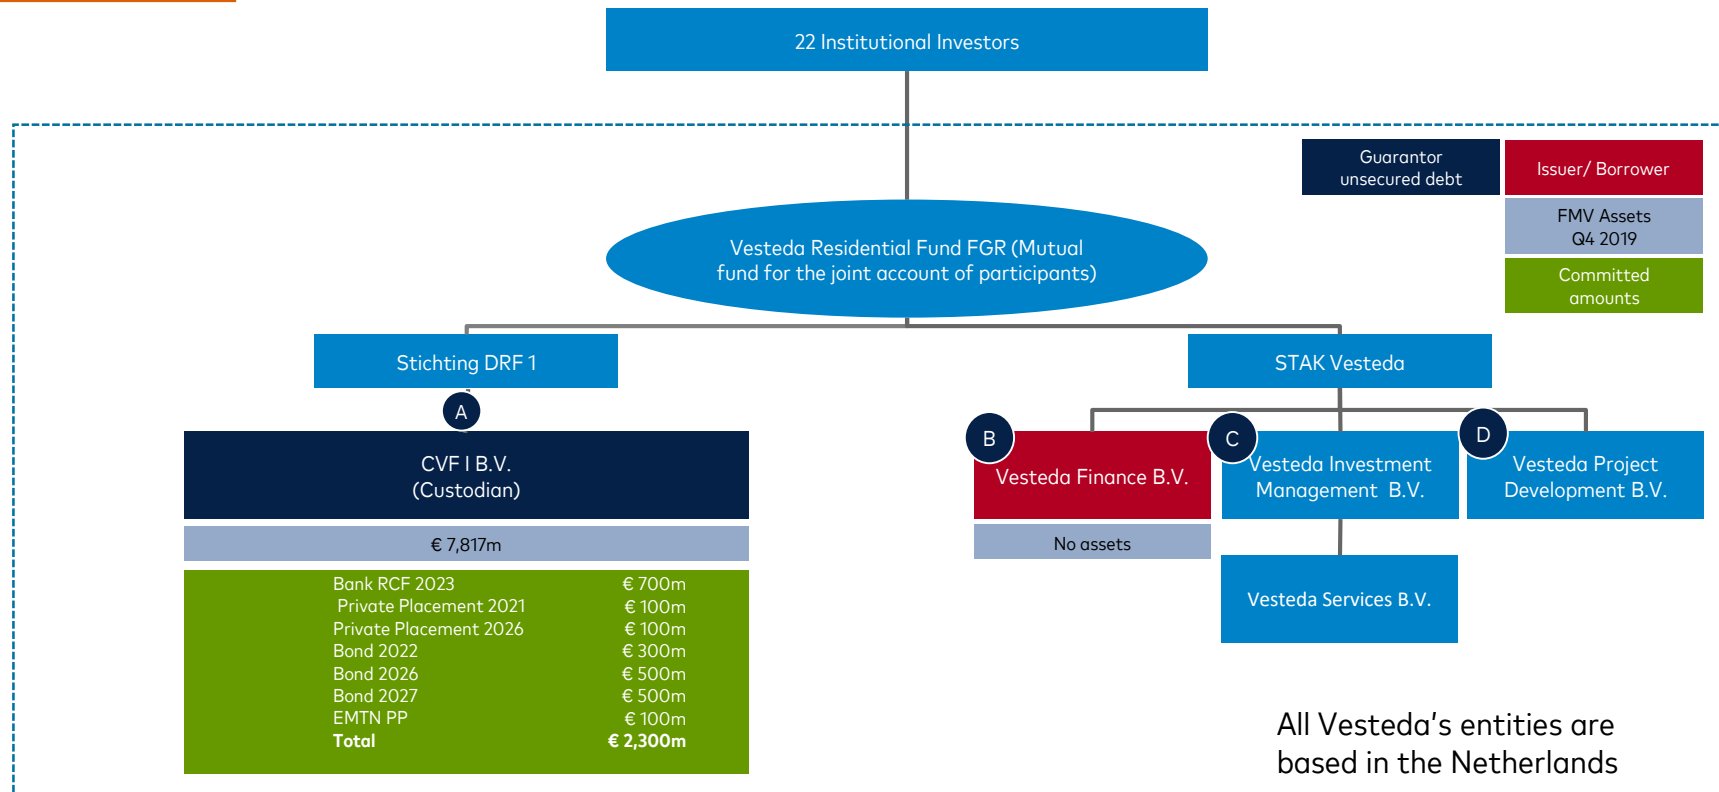 22 Institutional Investors
Guarantor
unsecured debt
Issuer/ Borrower
FMV Assets
Q4 2019
Committed
amounts
Vesteda Residential Fund FGR (Mutual
fund for the joint account of participants)
Stichting DRF 1
STAK Vesteda
A
CVF I B.V.
(Custodian)
€ 7,817m
Bank RCF 2023 € 700m
Private Placement 2021 € 100m
Private Placement 2026 € 100m
Bond 2022 € 300m
Bond 2026 € 500m
Bond 2027 € 500m
EMTN PP € 100m
Total € 2,300m
B
Vesteda Finance B.V.
No assets
C
Vesteda Investment
Management B.V.
D
Vesteda Project
Development B.V.
Vesteda Services B.V.
All Vesteda's entities are
based in the Netherlands